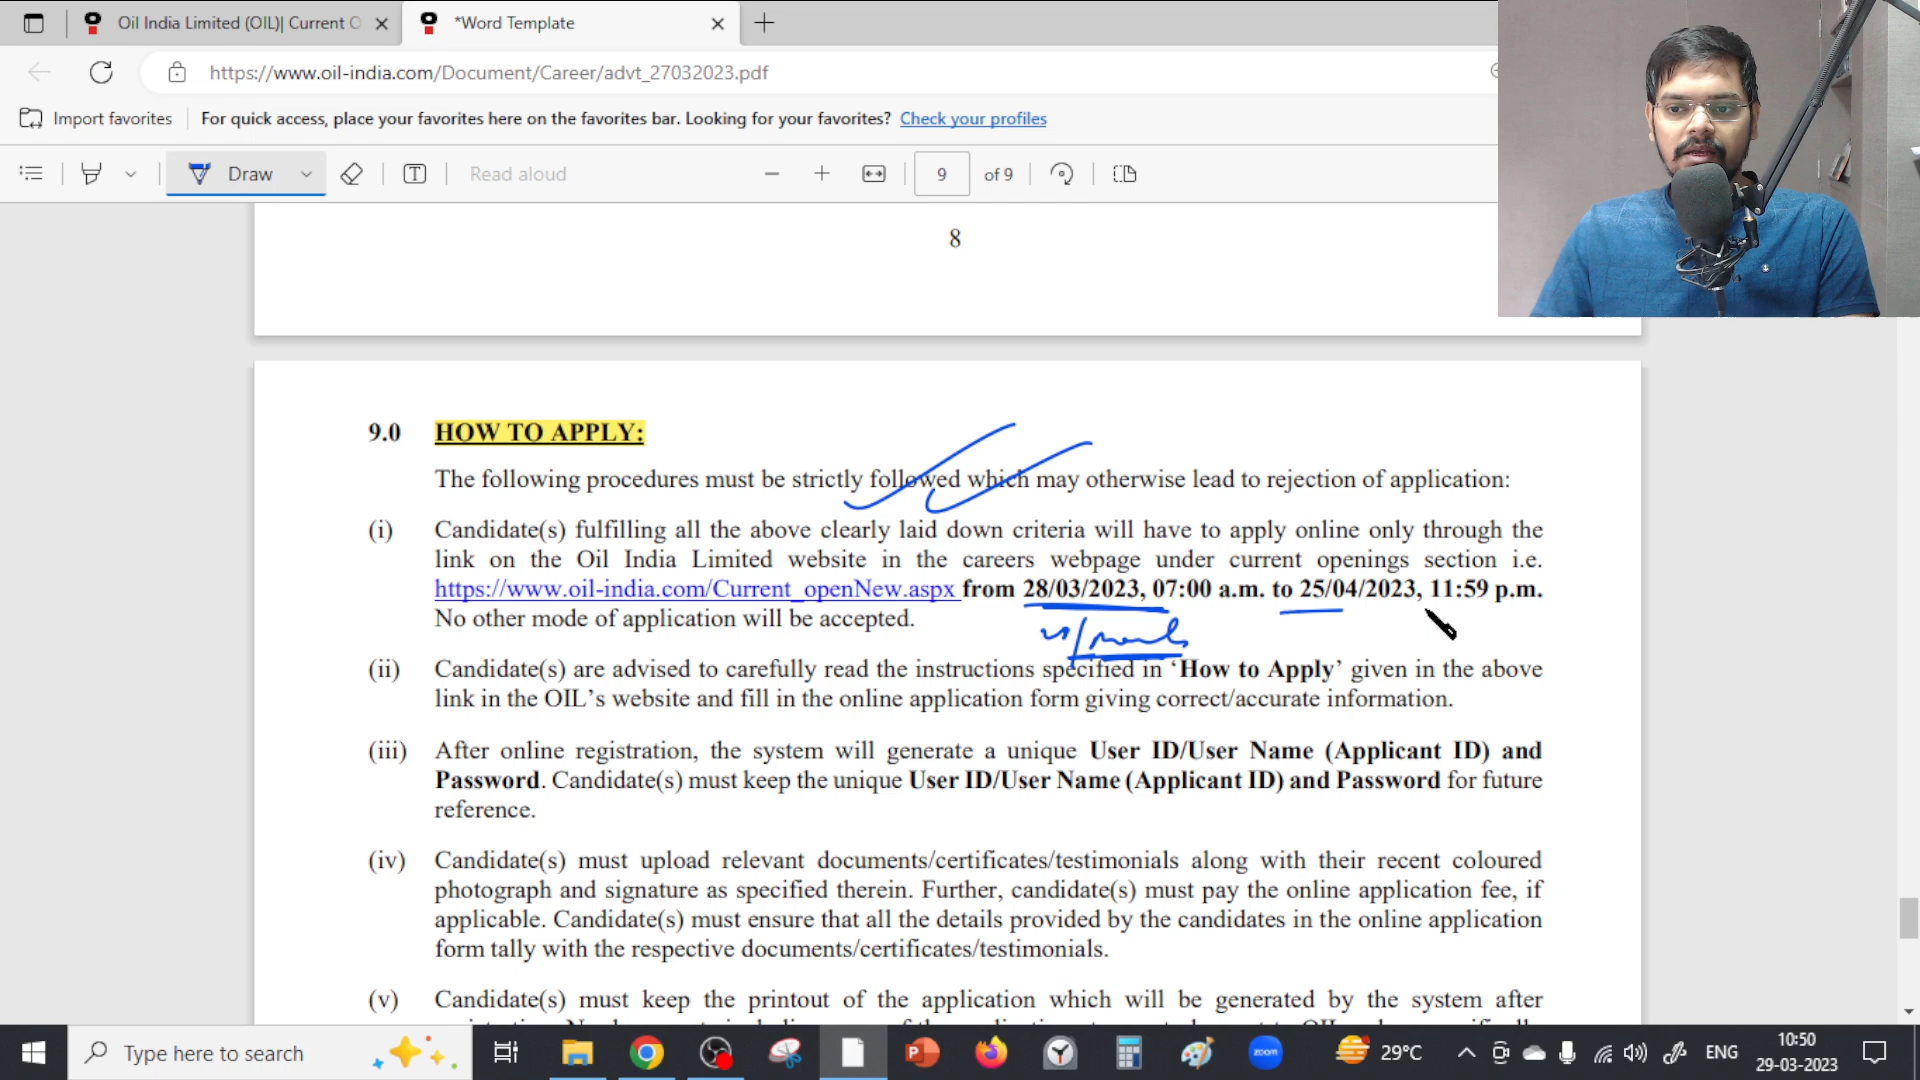 Oil India Limited (OIL)| Current O
*Word Template
https://www.oil-india.com/Document/Career/advt_27032023.pdf
Import favorites
For quick access, place your favorites here on the favorites bar. Looking for your favorites? Check your profiles
Draw
Read aloud
9 of 9
8
9.0 HOW TO APPLY:
The following procedures must be strictly followed which may otherwise lead to rejection of application:
(i) Candidate(s) fulfilling all the above clearly laid down criteria will have to apply online only through the
link on the Oil India Limited website in the careers webpage under current openings section i.e.
https://www.oil-india.com/Current_openNew.aspx from 28/03/2023, 07:00 a.m. to 25/04/2023, 11:59 p.m.
No other mode of application will be accepted.
(ii) Candidate(s) are advised to carefully read the instructions specified in ‘How to Apply’ given in the above
link in the OIL’s website and fill in the online application form giving correct/accurate information.
(iii) After online registration, the system will generate a unique User ID/User Name (Applicant ID) and
Password. Candidate(s) must keep the unique User ID/User Name (Applicant ID) and Password for future
reference.
(iv) Candidate(s) must upload relevant documents/certificates/testimonials along with their recent coloured
photograph and signature as specified therein. Further, candidate(s) must pay the online application fee, if
applicable. Candidate(s) must ensure that all the details provided by the candidates in the online application
form tally with the respective documents/certificates/testimonials.
(v) Candidate(s) must keep the printout of the application which will be generated by the system after
Type here to search
zoom
29°C
ENG
10:50
29-03-2023